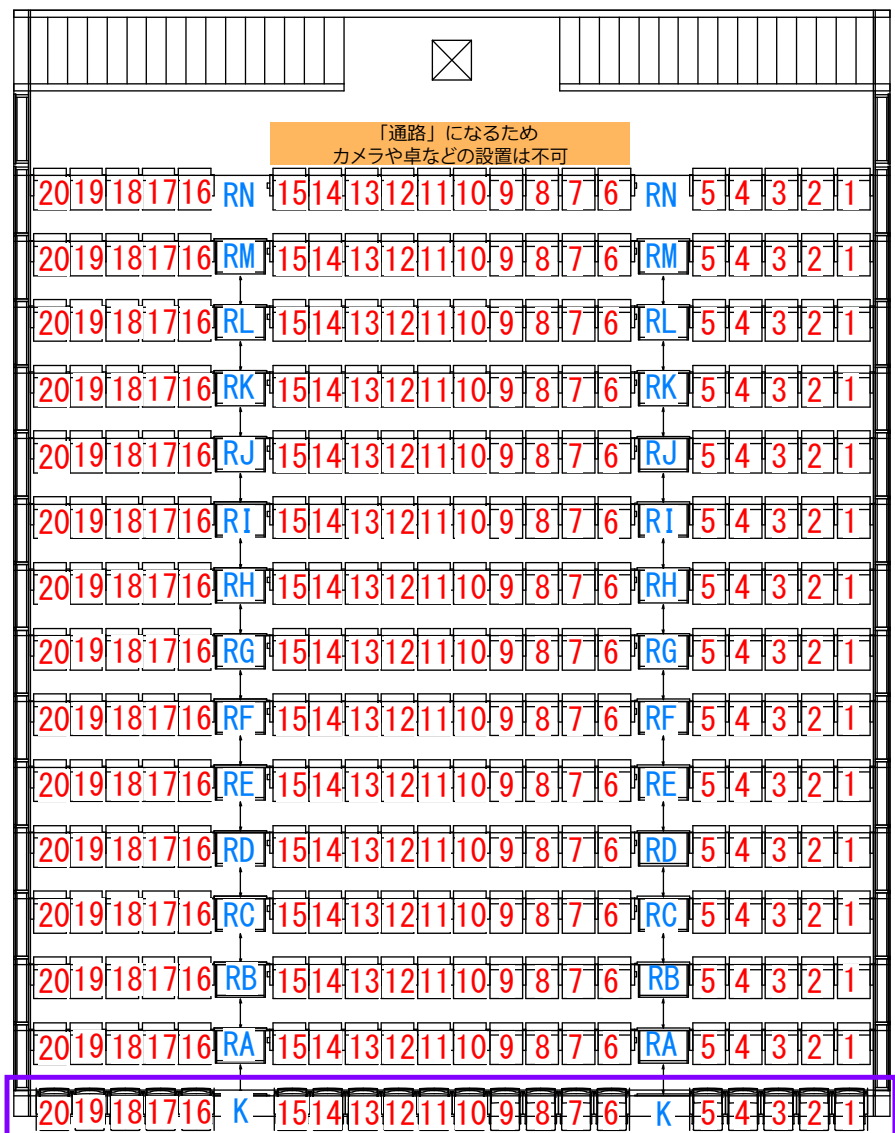 「通路」になるため
カメラや卓などの設置は不可
20 19 18 17 16 RN 15 14 13 12 11 10 9 8 7 6 RN 5 4 3 2 1
20 19 18 17 16 RM 15 14 13 12 11 10 9 8 7 6 RM 5 4 3 2 1
20 19 18 17 16 RL 15 14 13 12 11 10 9 8 7 6 RL 5 4 3 2 1
20 19 18 17 16 RK 15 14 13 12 11 10 9 8 7 6 RK 5 4 3 2 1
20 19 18 17 16 RJ 15 14 13 12 11 10 9 8 7 6 RJ 5 4 3 2 1
20 19 18 17 16 RI 15 14 13 12 11 10 9 8 7 6 RI 5 4 3 2 1
20 19 18 17 16 RH 15 14 13 12 11 10 9 8 7 6 RH 5 4 3 2 1
20 19 18 17 16 RG 15 14 13 12 11 10 9 8 7 6 RG 5 4 3 2 1
20 19 18 17 16 RF 15 14 13 12 11 10 9 8 7 6 RF 5 4 3 2 1
20 19 18 17 16 RE 15 14 13 12 11 10 9 8 7 6 RE 5 4 3 2 1
20 19 18 17 16 RD 15 14 13 12 11 10 9 8 7 6 RD 5 4 3 2 1
20 19 18 17 16 RC 15 14 13 12 11 10 9 8 7 6 RC 5 4 3 2 1
20 19 18 17 16 RB 15 14 13 12 11 10 9 8 7 6 RB 5 4 3 2 1
20 19 18 17 16 RA 15 14 13 12 11 10 9 8 7 6 RA 5 4 3 2 1
20 19 18 17 16 K 15 14 13 12 11 10 9 8 7 6 K 5 4 3 2 1